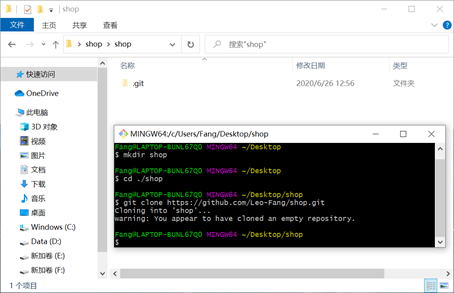 shop
文件
主页
共享
查看
shop > shop
搜索"shop"
名称
修改日期
类型
快速访问
.git
2020/6/26 12:56
文件夹
OneDrive
此电脑
3D 对象
视频
图片
文档
下载
音乐
桌面
Windows (C:)
Data (D:)
新加卷 (E:)
新加卷 (F:)
MINGW64:/c/Users/Fang/Desktop/shop
Fang@LAPTOP-BUNL67QO MINGW64 ~/Desktop
$ mkdir shop
Fang@LAPTOP-BUNL67QO MINGW64 ~/Desktop
$ cd ./shop
Fang@LAPTOP-BUNL67QO MINGW64 ~/Desktop/shop
$ git clone https://github.com/Leo-Fang/shop.git
Cloning into 'shop'...
warning: You appear to have cloned an empty repository.
Fang@LAPTOP-BUNL67QO MINGW64 ~/Desktop/shop
$
1 个项目